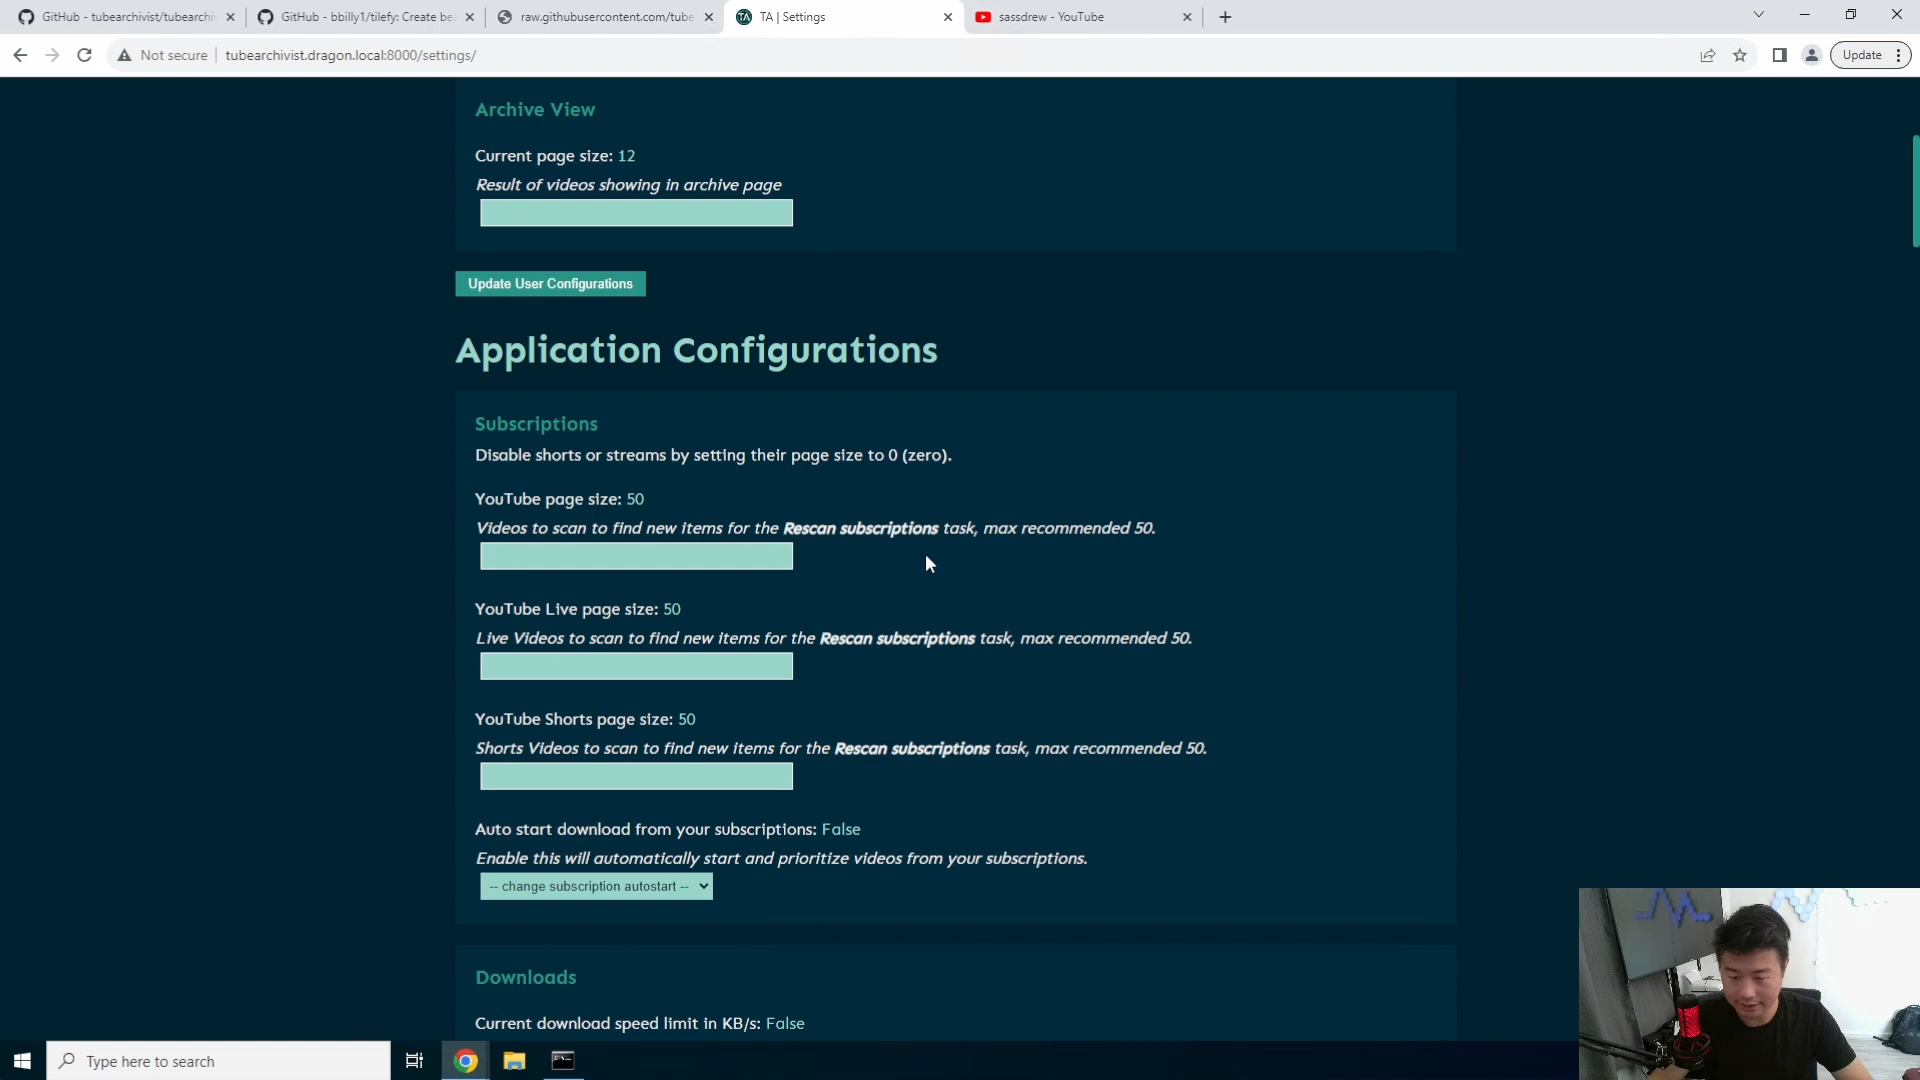 GitHub - tubearchivist/tubearchi
GitHub - bbilly1/tilefy: Create be
raw.githubusercontent.com/tube
TA | Settings
sassdrew - YouTube
Not secure
tubearchivist.dragon.local:8000/settings/
Update
Archive View
Current page size: 12
Result of videos showing in archive page
Update User Configurations
Application Configurations
Subscriptions
Disable shorts or streams by setting their page size to 0 (zero).
YouTube page size: 50
Videos to scan to find new items for the Rescan subscriptions task, max recommended 50.
YouTube Live page size: 50
Live Videos to scan to find new items for the Rescan subscriptions task, max recommended 50.
YouTube Shorts page size: 50
Shorts Videos to scan to find new items for the Rescan subscriptions task, max recommended 50.
Auto start download from your subscriptions: False
Enable this will automatically start and prioritize videos from your subscriptions.
-- change subscription autostart --
Downloads
Current download speed limit in KB/s: False
Type here to search